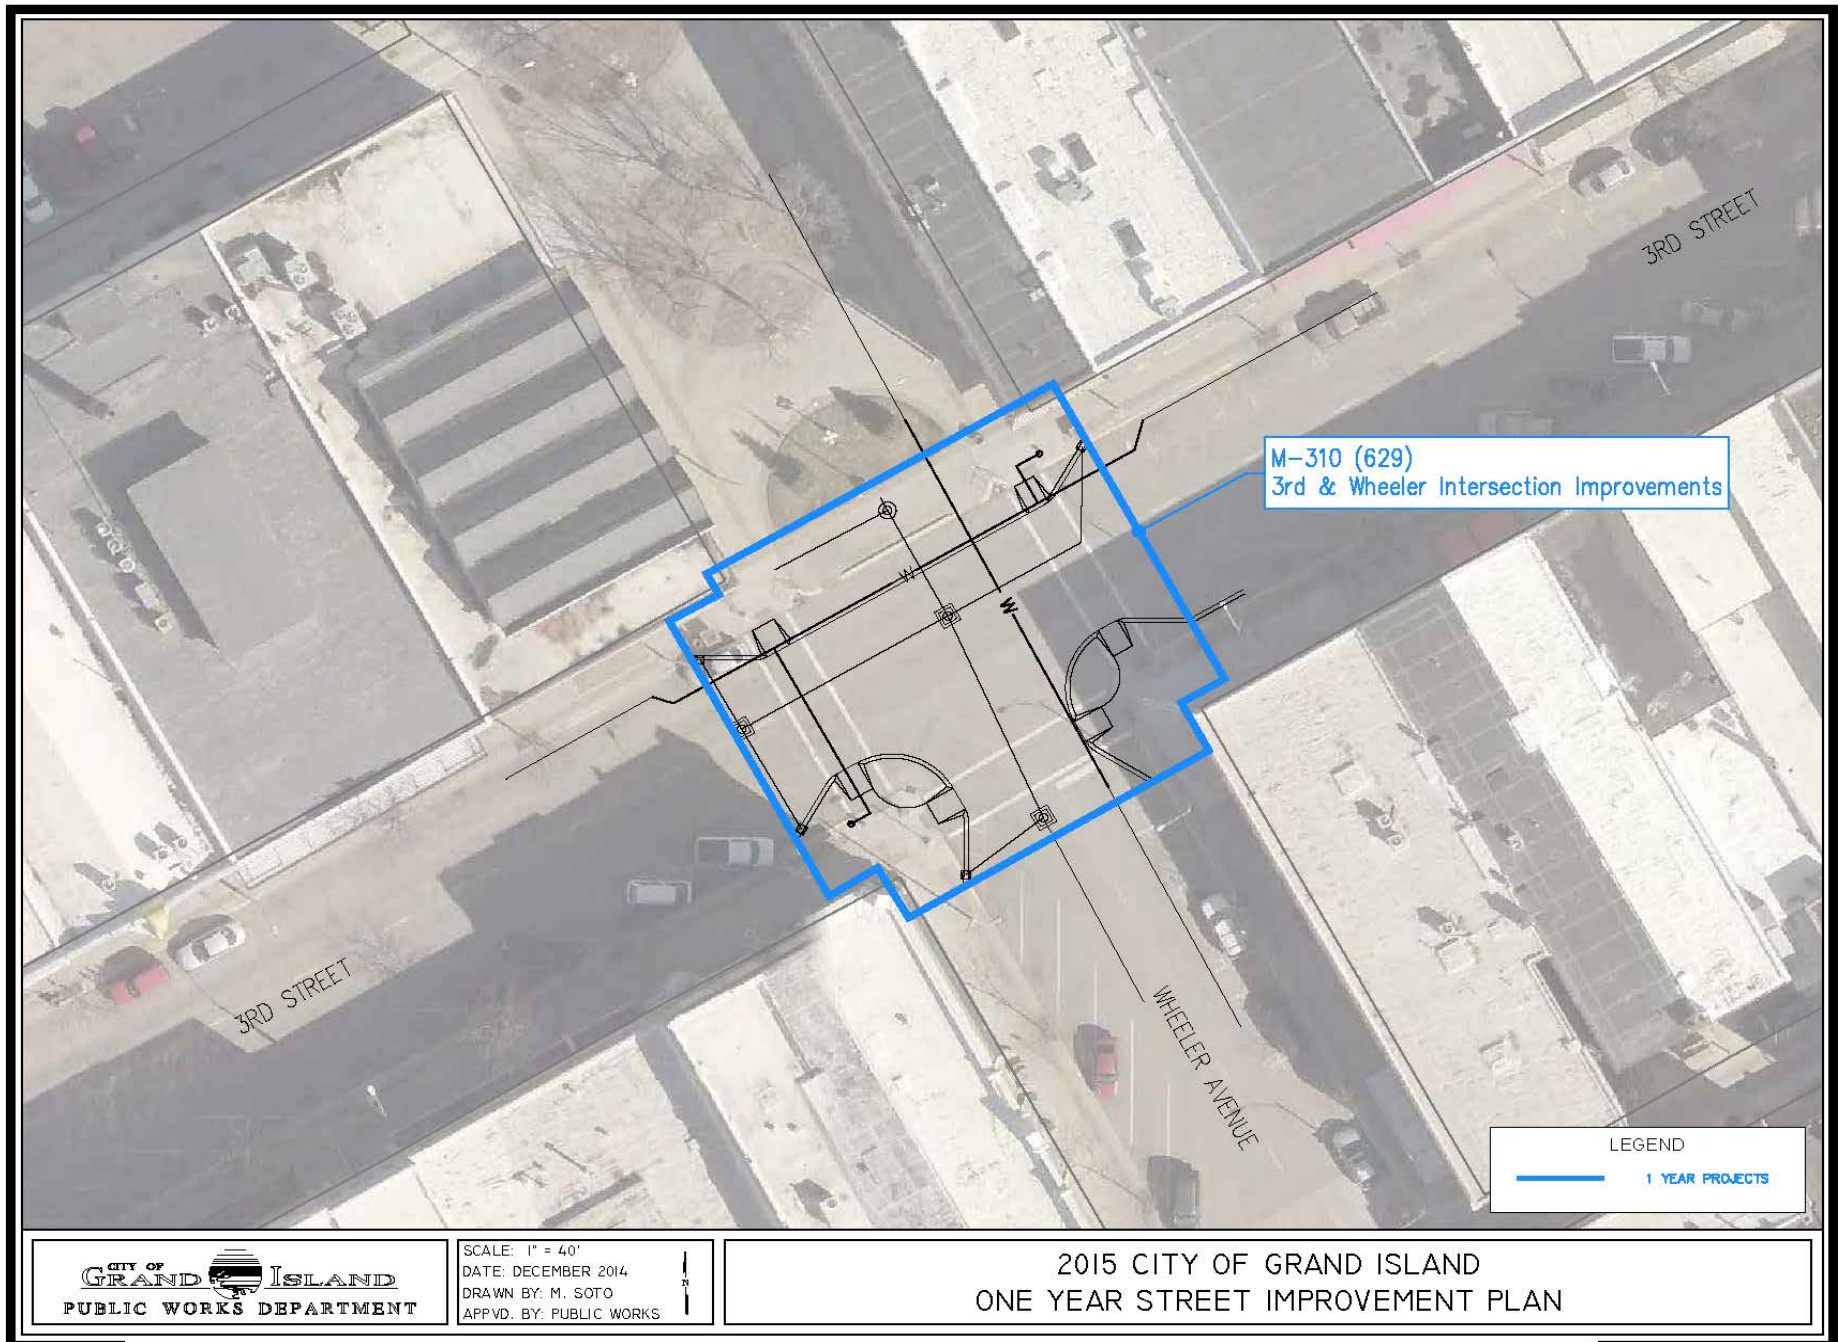 3RD STREET
M-310 (629)
3rd & Wheeler Intersection Improvements
W
W
3RD STREET
WHEELER AVENUE
LEGEND
1 YEAR PROJECTS
CITY OF
GRAND ISLAND
PUBLIC WORKS DEPARTMENT
SCALE: 1" = 40'
DATE: DECEMBER 2014
DRAWN BY: M. SOTO
APPVD. BY: PUBLIC WORKS
N
2015 CITY OF GRAND ISLAND
ONE YEAR STREET IMPROVEMENT PLAN